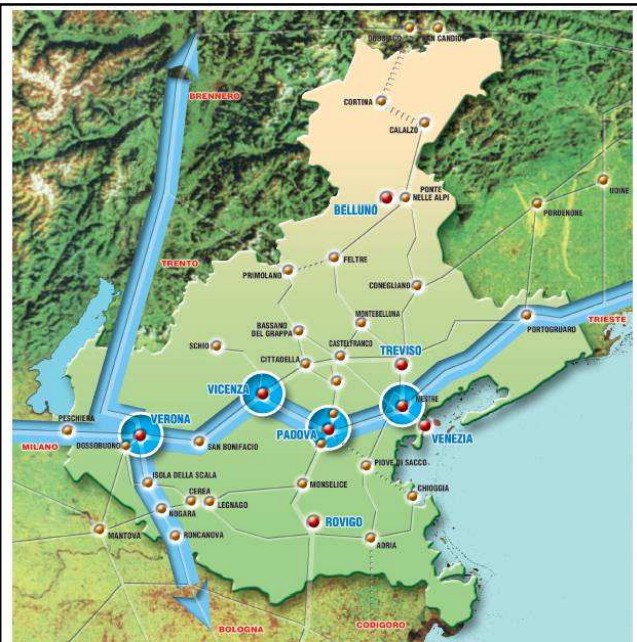 DOBBIACO
SAN CANDIDO
BRENNERO
CORTINA
CALALZO
UDINE
BELLUNO
PONTE
NELLE ALPI
PORDENONE
TRENTO
FELTRE
PRIMOLANO
CONEGLIANO
MONTEBELLUNA
PORTOGRUARO
TRIESTE
BASSANO
DEL GRAPPA
SCHIO
CASTELFRANCO
CITTADELLA
TREVISO
VICENZA
MESTRE
PESCHIERA
VERONA
PADOVA
VENEZIA
MILANO
DOSSOBUONO
SAN BONIFACIO
PIOVE DI SACCO
ISOLA DELLA SCALA
MONSELICE
CHIOGGIA
CEREA
LEGNAGO
NOGARA
ROVIGO
MANTOVA
RONCANOVA
ADRIA
BOLOGNA
CODIGORO